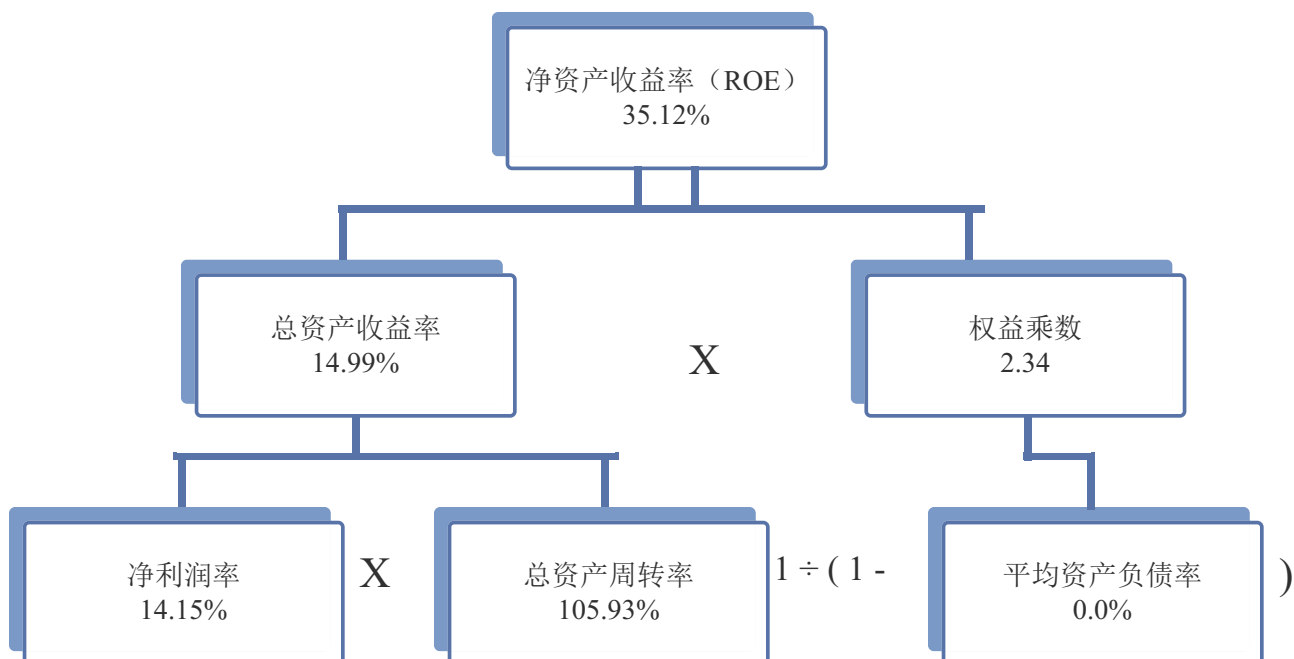 净资产收益率（ROE）
35.12%
总资产收益率
14.99%
X
权益乘数
2.34
净利润率
14.15%
X
总资产周转率
105.93%
1 ÷ ( 1 -
平均资产负债率
0.0%
)